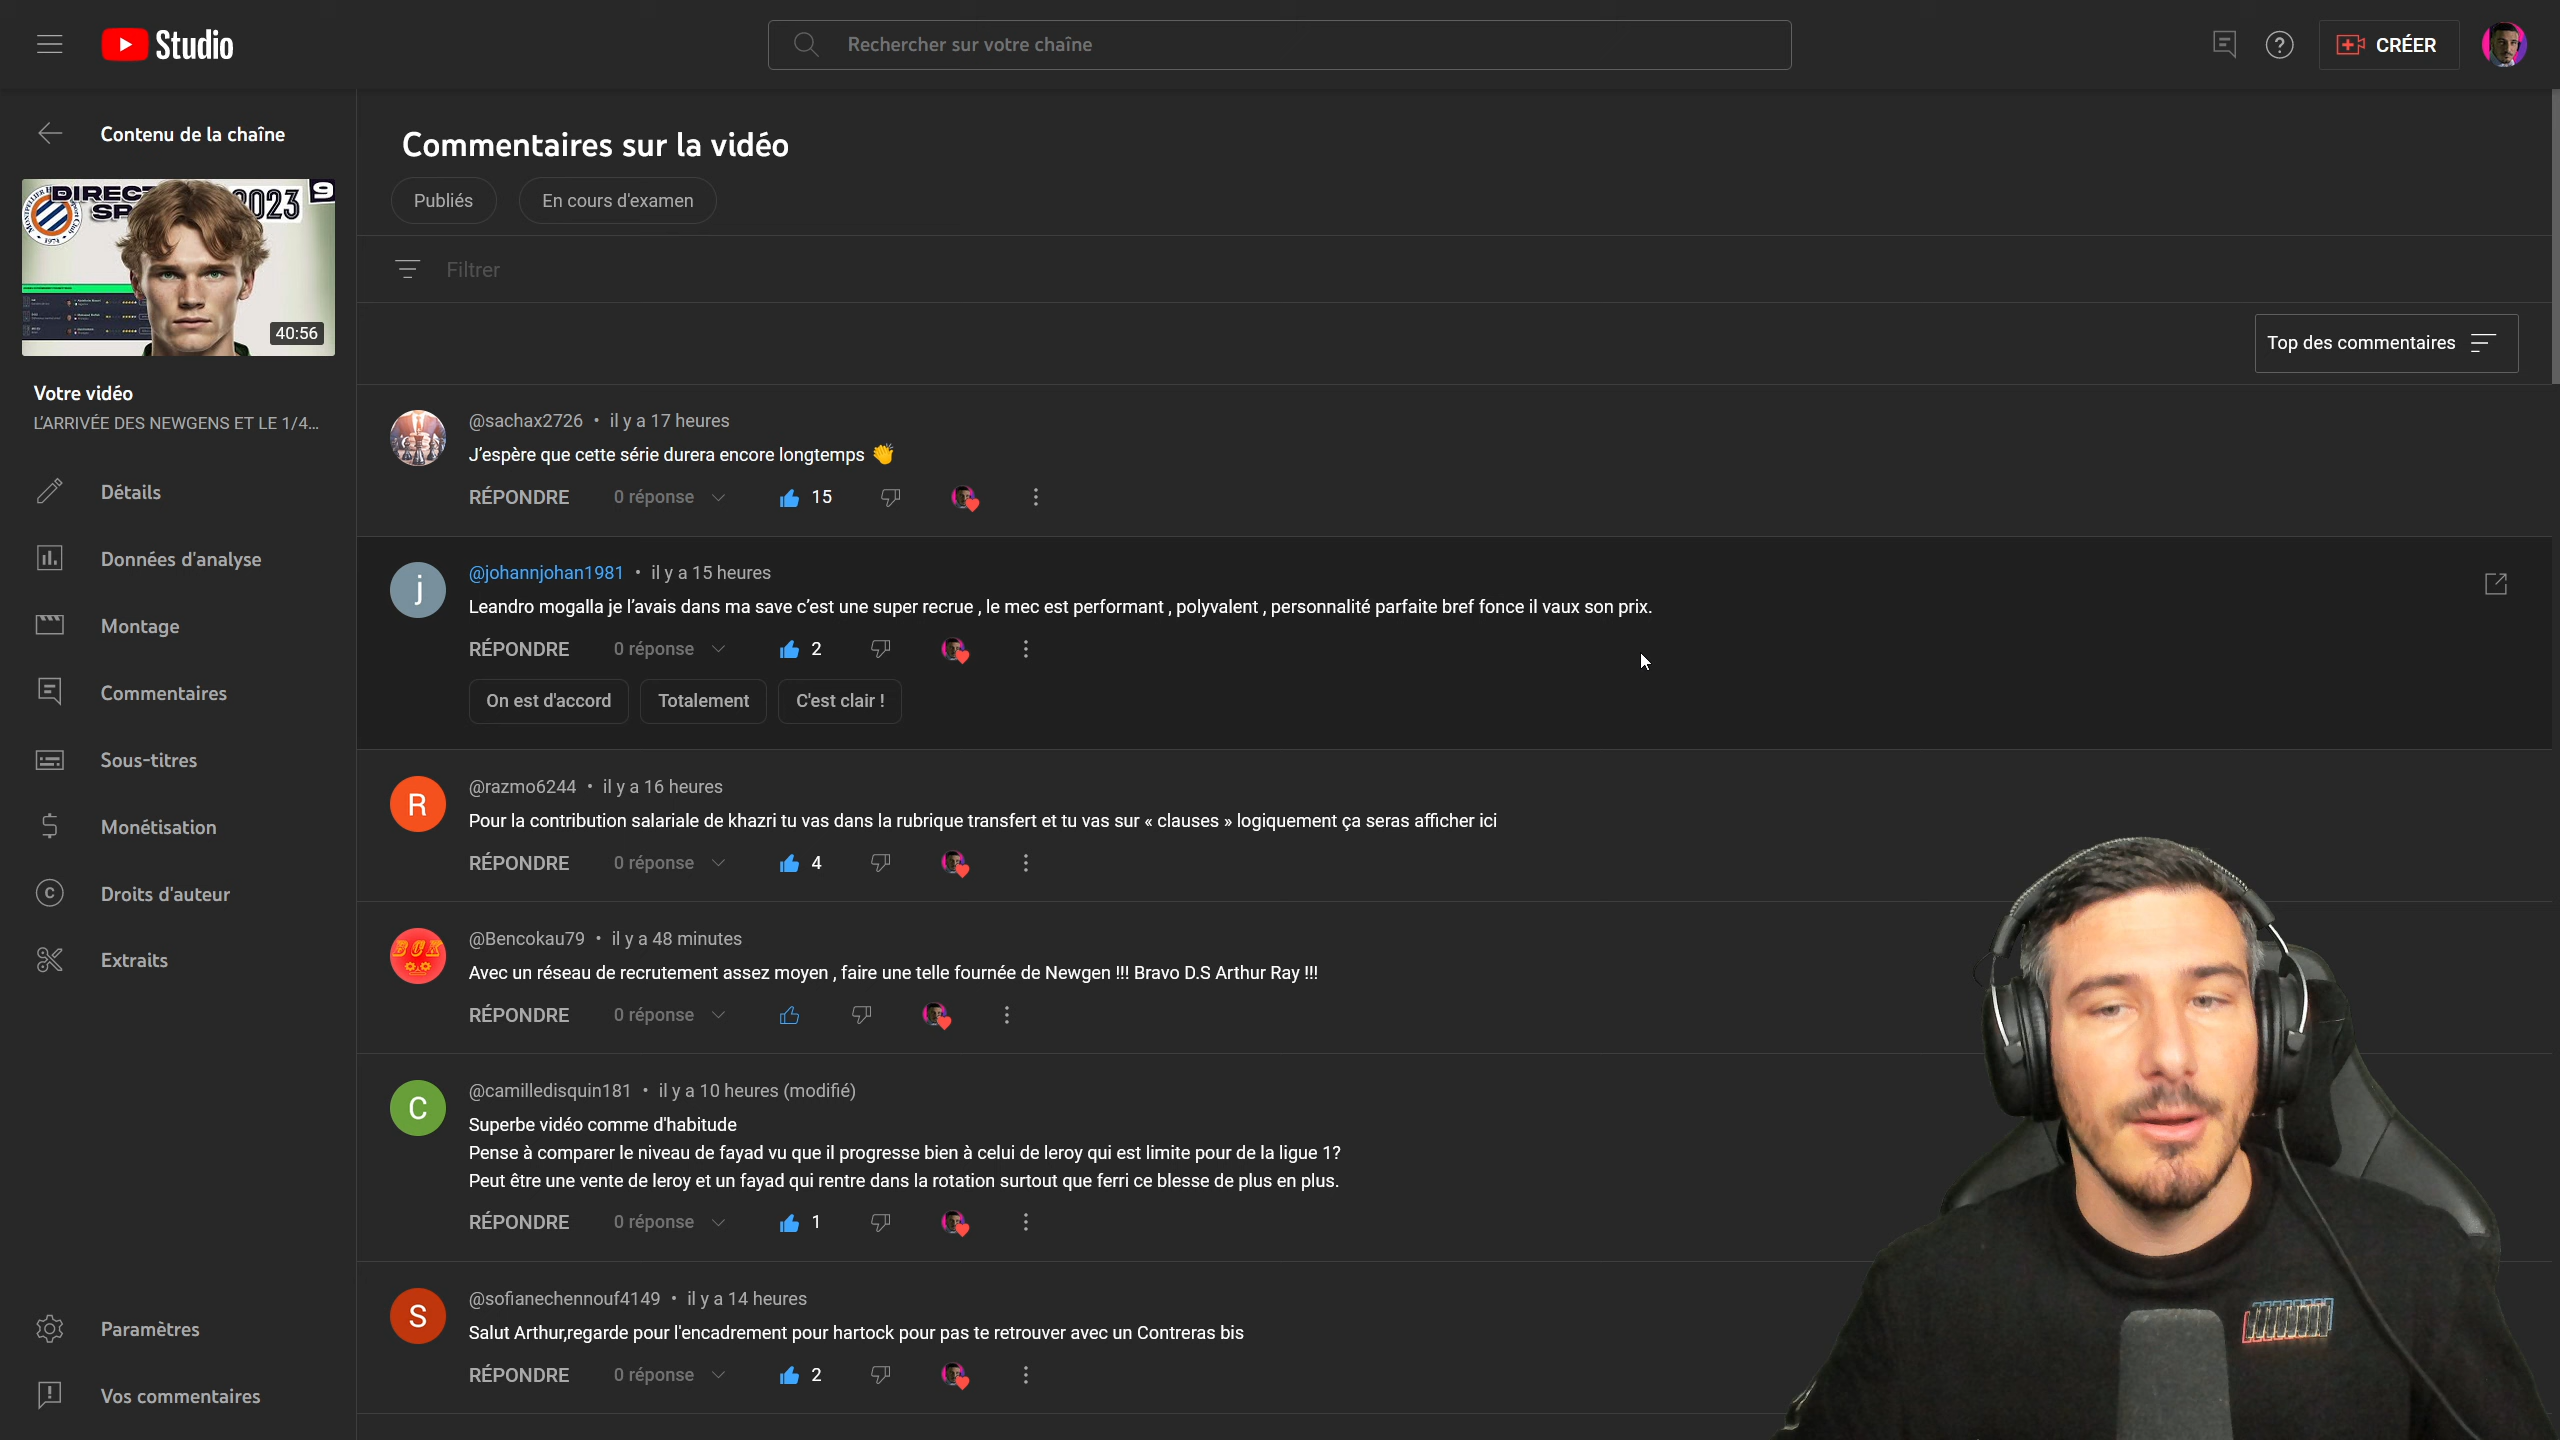 Studio
Rechercher sur votre chaîne
CRÉER
Contenu de la chaîne
2023
9
MONTPELLIER
1974
40:56
Votre vidéo
L'ARRIVÉE DES NEWGENS ET LE 1/4...
Détails
Données d'analyse
Montage
Commentaires
Sous-titres
Monétisation
Droits d'auteur
Extraits
Paramètres
Vos commentaires
Commentaires sur la vidéo
Publiés
En cours d'examen
Filtrer
Top des commentaires
@sachax2726 • il y a 17 heures
J'espère que cette série durera encore longtemps 👏
RÉPONDRE 0 réponse 15
j
@johannjohan1981 • il y a 15 heures
Leandro mogalla je l'avais dans ma save c'est une super recrue , le mec est performant , polyvalent , personnalité parfaite bref fonce il vaux son prix.
RÉPONDRE 0 réponse 2
On est d'accord Totalement C'est clair !
R
@razmo6244 • il y a 16 heures
Pour la contribution salariale de khazri tu vas dans la rubrique transfert et tu vas sur « clauses » logiquement ça seras afficher ici
RÉPONDRE 0 réponse 4
BCK
@Bencokau79 • il y a 48 minutes
Avec un réseau de recrutement assez moyen , faire une telle fournée de Newgen !!! Bravo D.S Arthur Ray !!!
RÉPONDRE 0 réponse
C
@camilledisquin181 • il y a 10 heures (modifié)
Superbe vidéo comme d'habitude
Pense à comparer le niveau de fayad vu que il progresse bien à celui de leroy qui est limite pour de la ligue 1?
Peut être une vente de leroy et un fayad qui rentre dans la rotation surtout que ferri ce blesse de plus en plus.
RÉPONDRE 0 réponse 1
S
@sofianechennouf4149 • il y a 14 heures
Salut Arthur,regarde pour l'encadrement pour hartock pour pas te retrouver avec un Contreras bis
RÉPONDRE 0 réponse 2